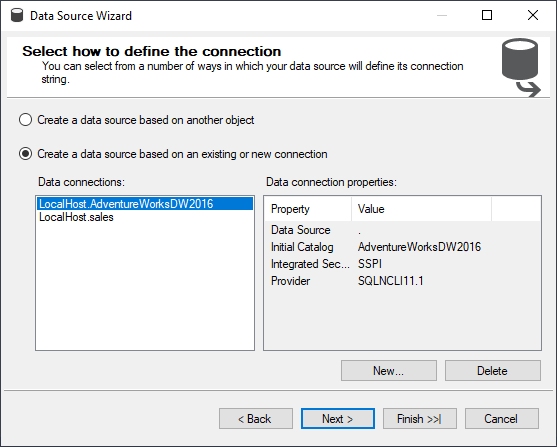 Data Source Wizard
Select how to define the connection
You can select from a number of ways in which your data source will define its connection
string.
Create a data source based on another object
Create a data source based on an existing or new connection
Data connections:
Data connection properties:
LocalHost.AdventureWorksDW2016
LocalHost.sales
Property Value
Data Source .
Initial Catalog AdventureWorksDW2016
Integrated Sec... SSPI
Provider SQLNCLI11.1
New... Delete
< Back Next > Finish >>| Cancel